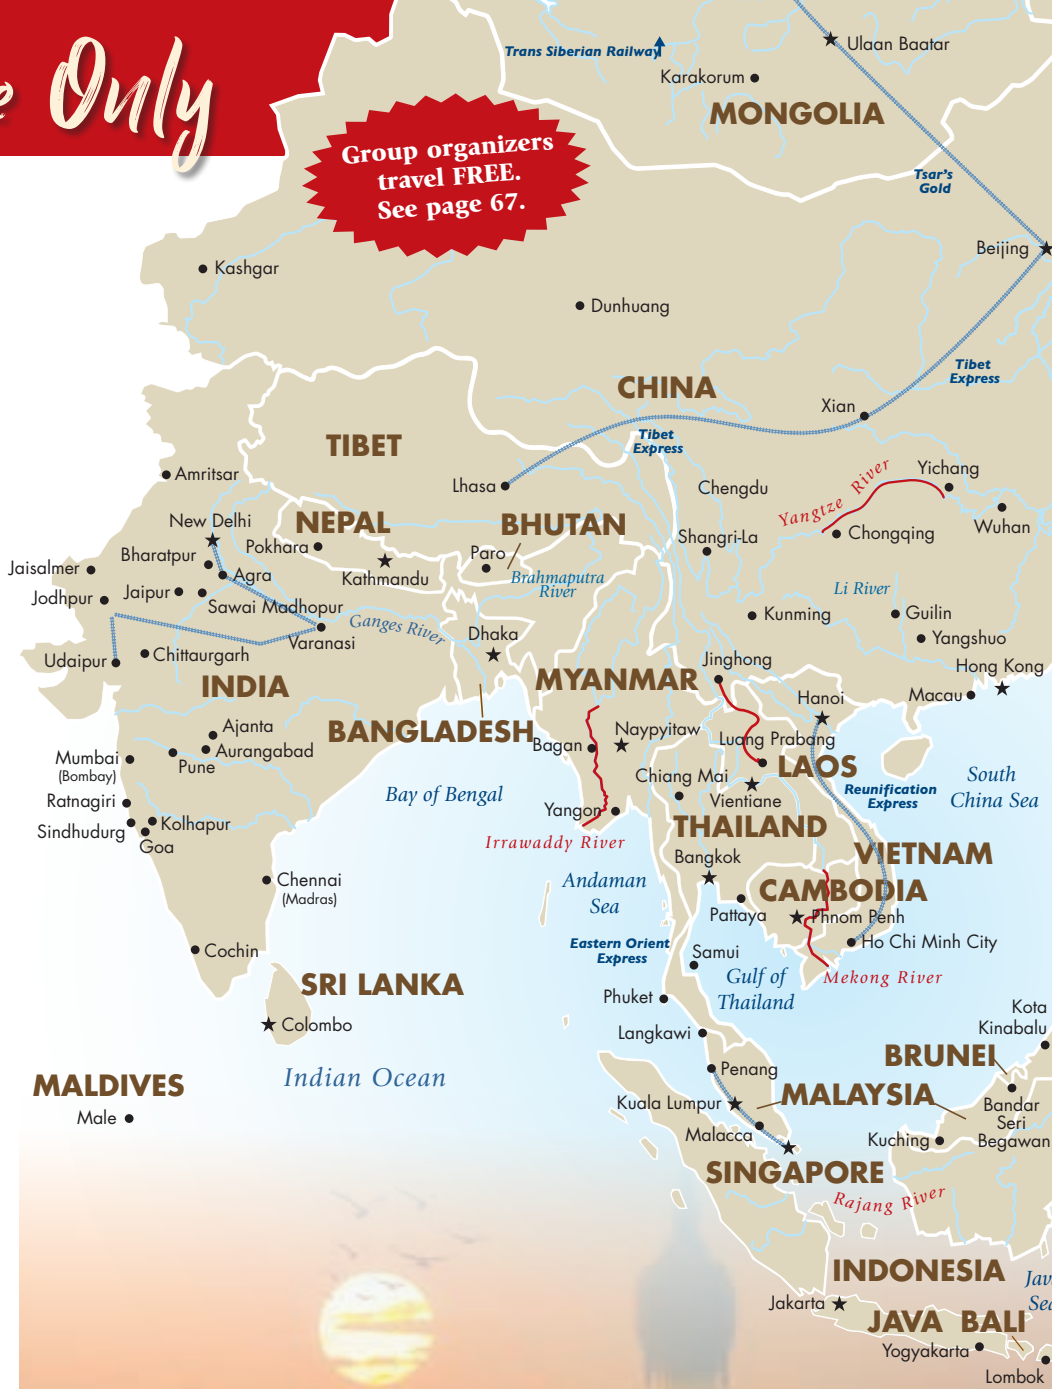 e Only
Group organizers
travel FREE.
See page 67.
Trans Siberian Railway
Ulaan Baatar
Karakorum
MONGOLIA
Tsar's
Gold
Beijing
Kashgar
Dunhuang
Tibet
Express
CHINA
Xian
Tibet
Express
TIBET
Amritsar
Lhasa
Chengdu
Yangtze River
Yichang
Wuhan
New Delhi
NEPAL
BHUTAN
Chongqing
Shangri-La
Bharatpur
Pokhara
Paro
Jaisalmer
Agra
Kathmandu
Brahmaputra
River
Li River
Jodhpur
Jaipur
Sawai Madhopur
Ganges River
Kunming
Guilin
Yangshuo
Varanasi
Dhaka
Udaipur
Chittaurgarh
Jinghong
Hong Kong
INDIA
MYANMAR
Macau
Hanoi
Ajanta
BANGLADESH
Naypyitaw
Luang Prabang
Bagan
Aurangabad
Mumbai
(Bombay)
Pune
LAOS
Chiang Mai
South
China Sea
Bay of Bengal
Vientiane
Reunification
Express
Ratnagiri
Yangon
Sindhudurg
Kolhapur
Goa
Irrawaddy River
THAILAND
VIETNAM
Bangkok
Chennai
(Madras)
Andaman
Sea
CAMBODIA
Pattaya
Phnom Penh
Cochin
Eastern Orient
Express
Ho Chi Minh City
Samui
Gulf of
Thailand
Mekong River
SRI LANKA
Phuket
Colombo
Langkawi
Kota
Kinabalu
BRUNEI
Indian Ocean
Penang
MALDIVES
MALAYSIA
Male
Kuala Lumpur
Bandar
Seri
Begawan
Malacca
Kuching
SINGAPORE
Rajang River
INDONESIA
Jav
Sea
Jakarta
JAVA
BALI
Yogyakarta
Lombok